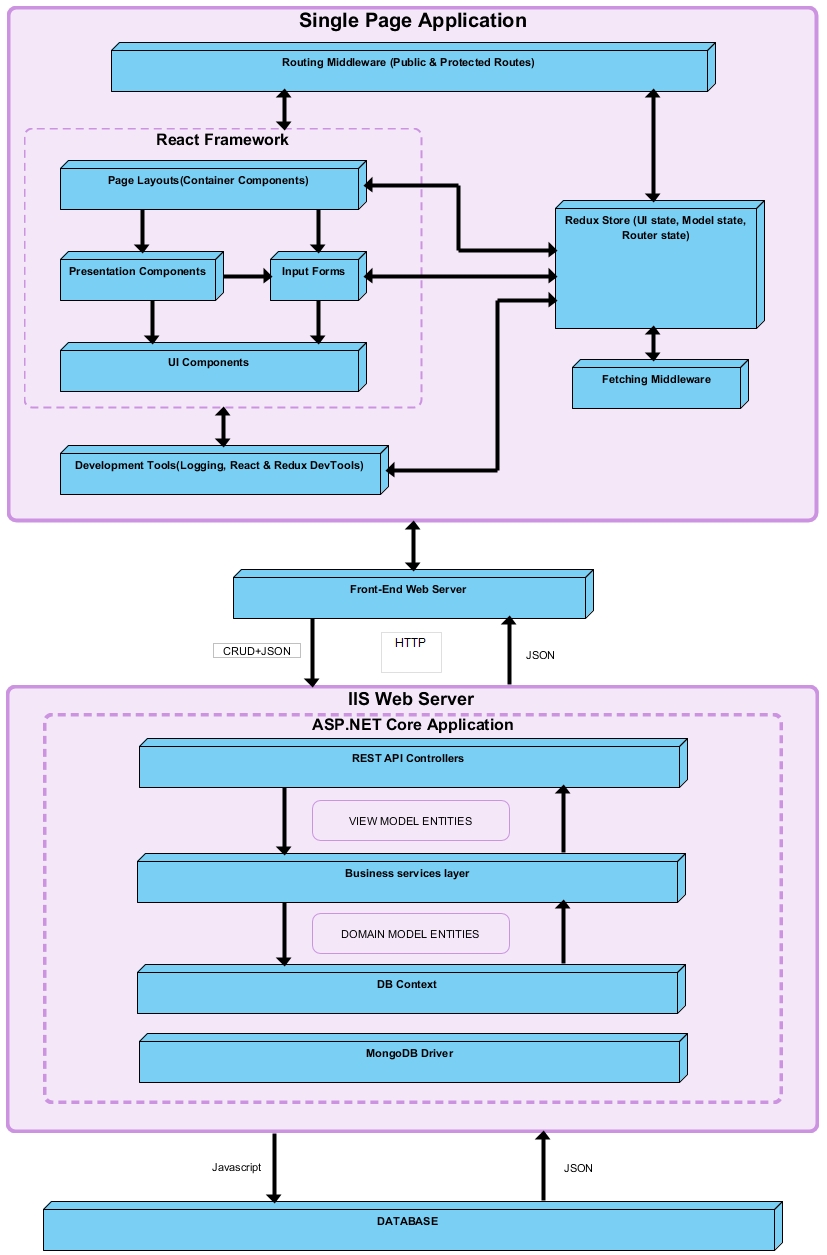 Single Page Application
Routing Middleware (Public & Protected Routes)
React Framework
Page Layouts(Container Components)
Redux Store (UI state, Model state,
Router state)
Presentation Components
Input Forms
UI Components
Fetching Middleware
Development Tools(Logging, React & Redux DevTools)
Front-End Web Server
CRUD+JSON
HTTP
JSON
IIS Web Server
ASP.NET Core Application
REST API Controllers
VIEW MODEL ENTITIES
Business services layer
DOMAIN MODEL ENTITIES
DB Context
MongoDB Driver
Javascript
JSON
DATABASE